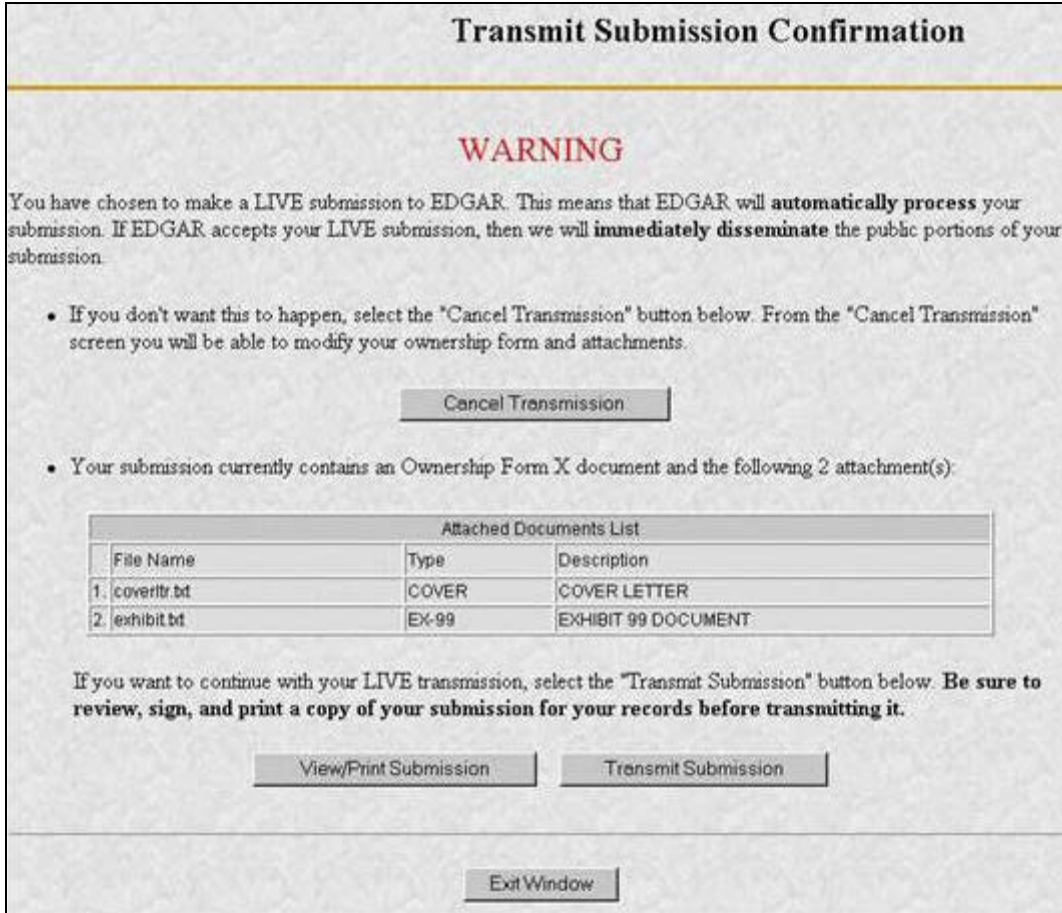 Transmit Submission Confirmation
WARNING
You have chosen to make a LIVE submission to EDGAR. This means that EDGAR will automatically process your
submission. If EDGAR accepts your LIVE submission, then we will immediately disseminate the public portions of your
submission.
• If you don't want this to happen, select the "Cancel Transmission" button below. From the "Cancel Transmission"
screen you will be able to modify your ownership form and attachments.
Cancel Transmission
• Your submission currently contains an Ownership Form X document and the following 2 attachment(s):
Attached Documents List
File Name Type Description
1. coverltr.txt COVER COVER LETTER
2. exhibit.txt EX-99 EXHIBIT 99 DOCUMENT
If you want to continue with your LIVE transmission, select the "Transmit Submission" button below. Be sure to
review, sign, and print a copy of your submission for your records before transmitting it.
View/Print Submission Transmit Submission
Exit Window